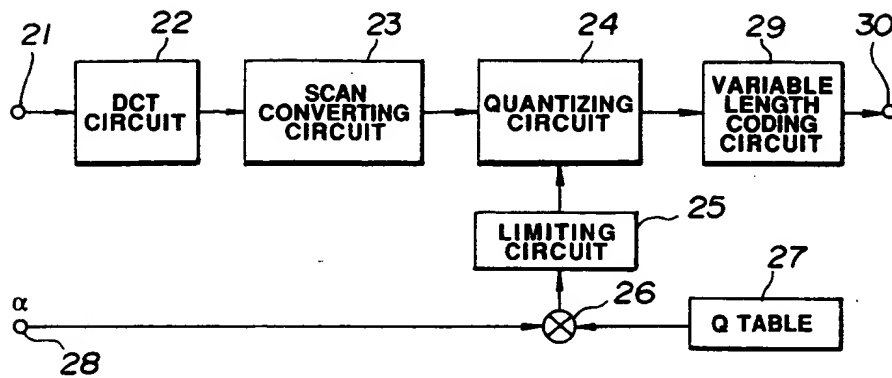 21
22
23
24
29
30
DCT
CIRCUIT
SCAN
CONVERTING
CIRCUIT
QUANTIZING
CIRCUIT
VARIABLE
LENGTH
CODING
CIRCUIT
25
LIMITING
CIRCUIT
α
28
26
27
Q TABLE